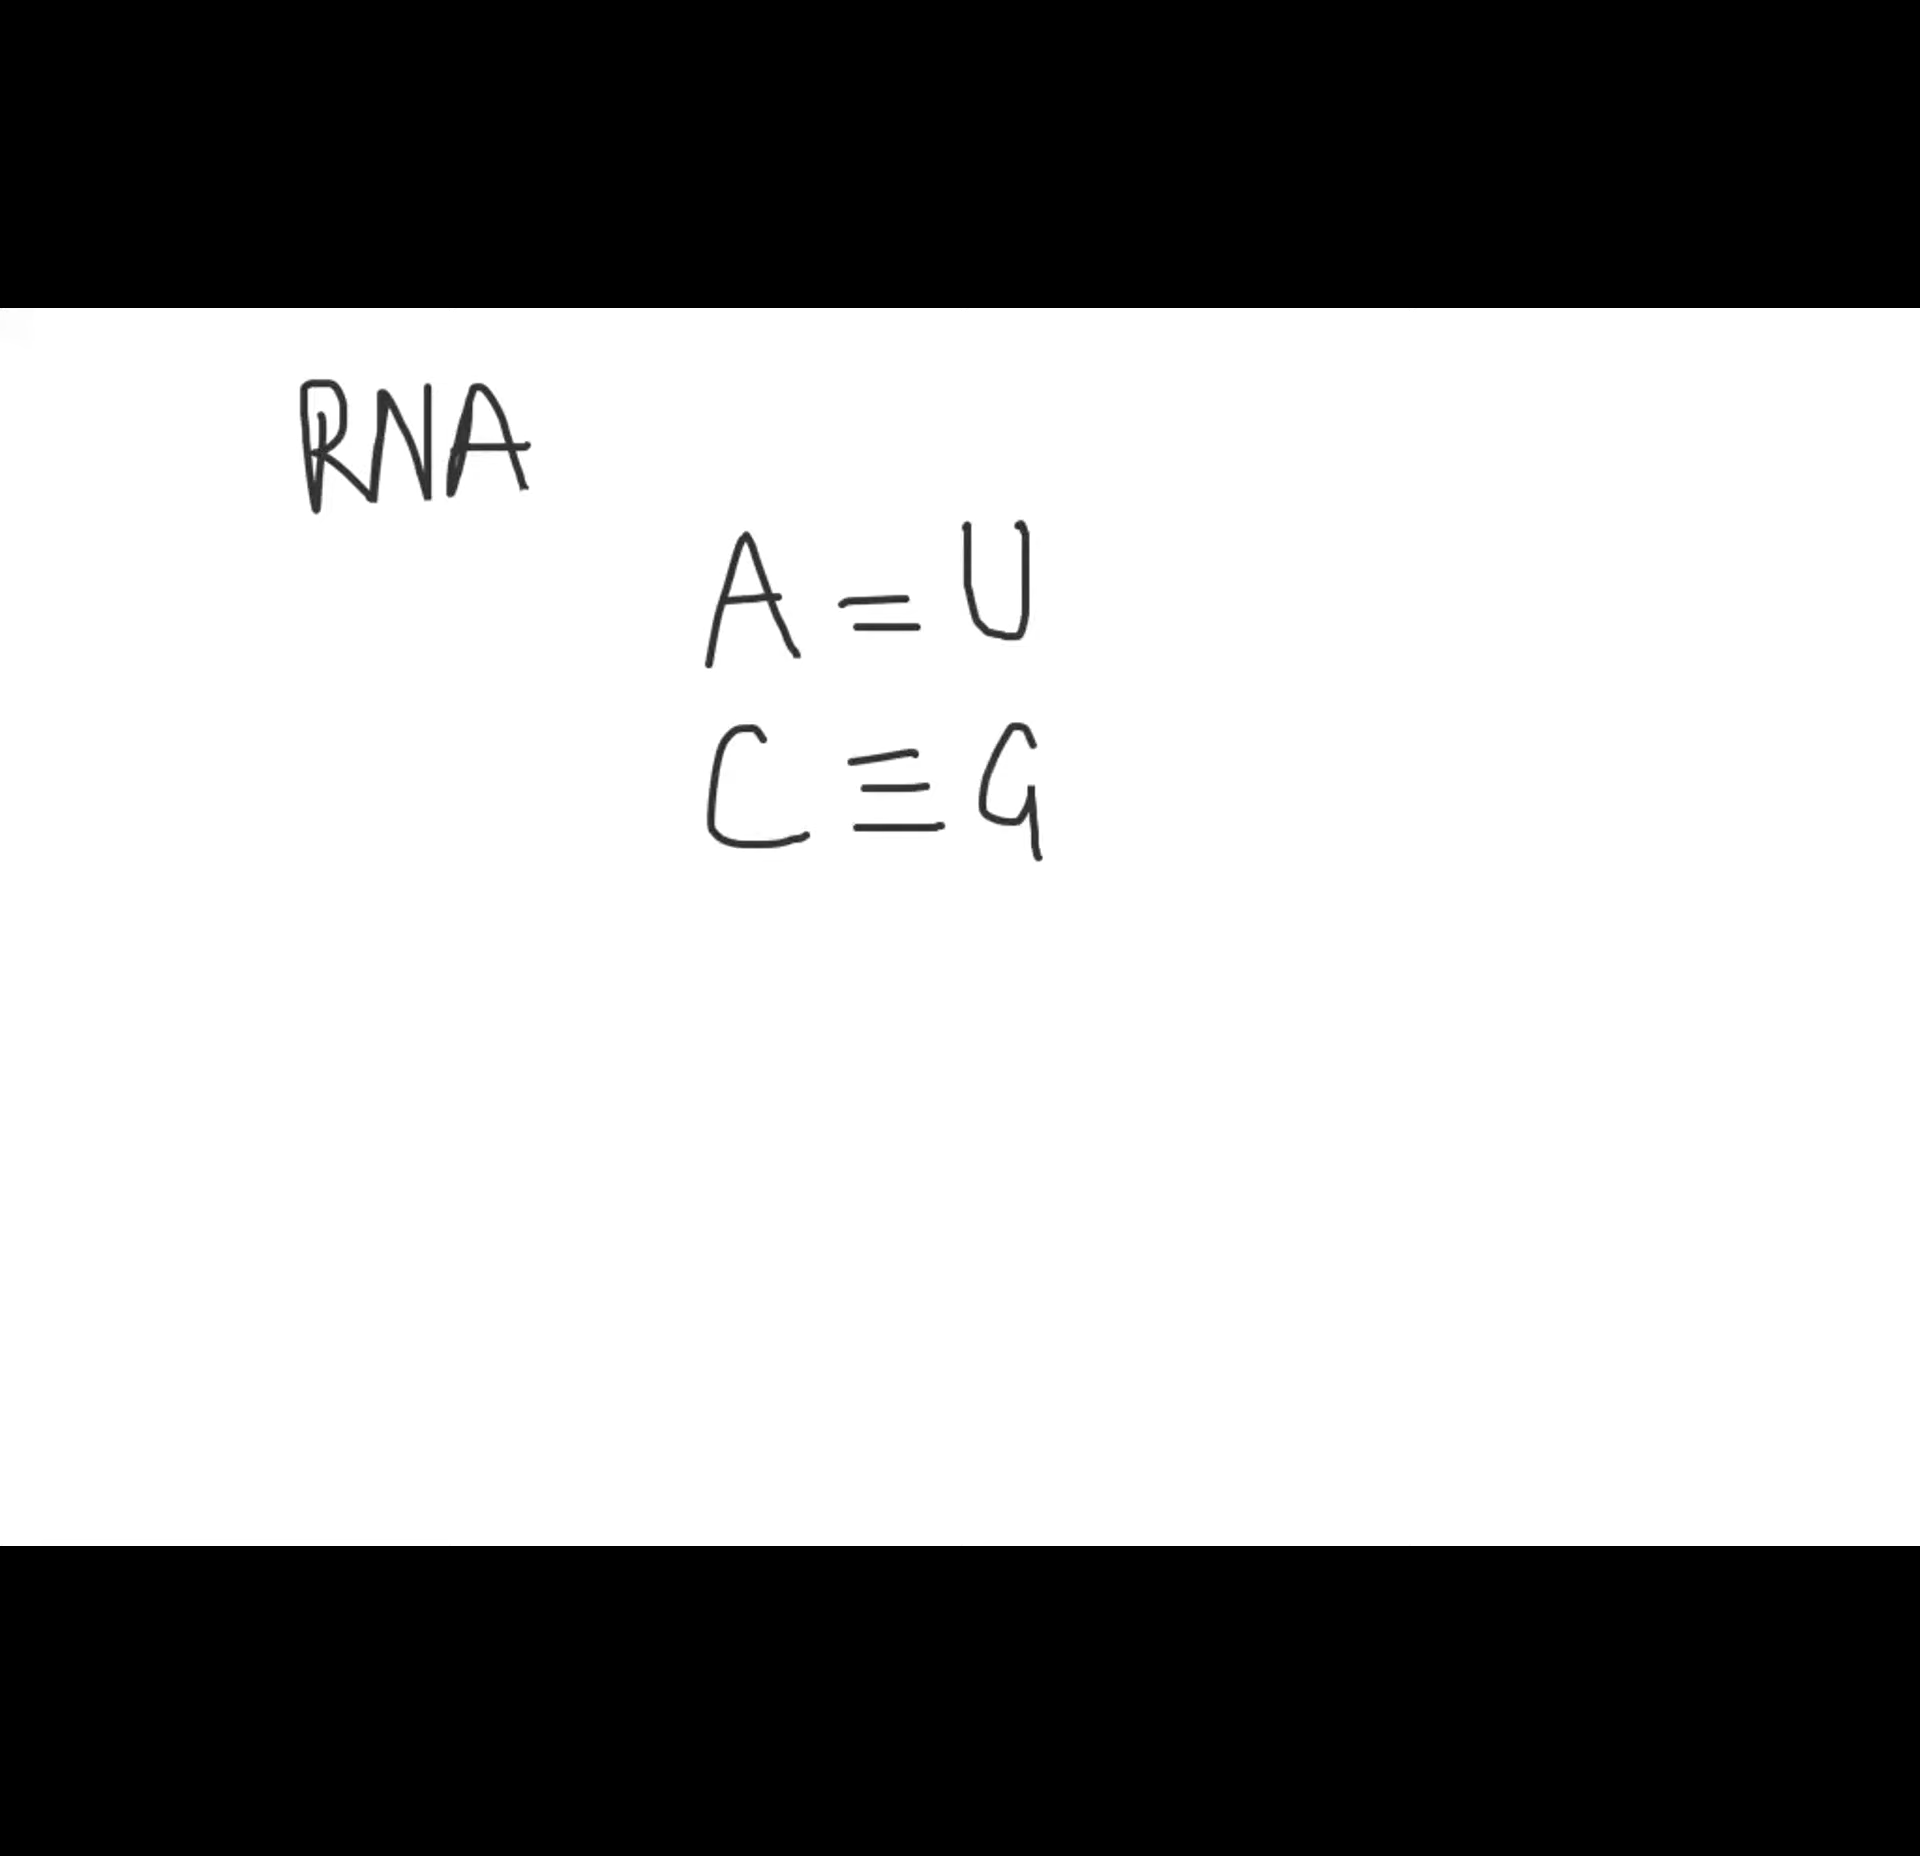 RNA
A = U
C ≡ G